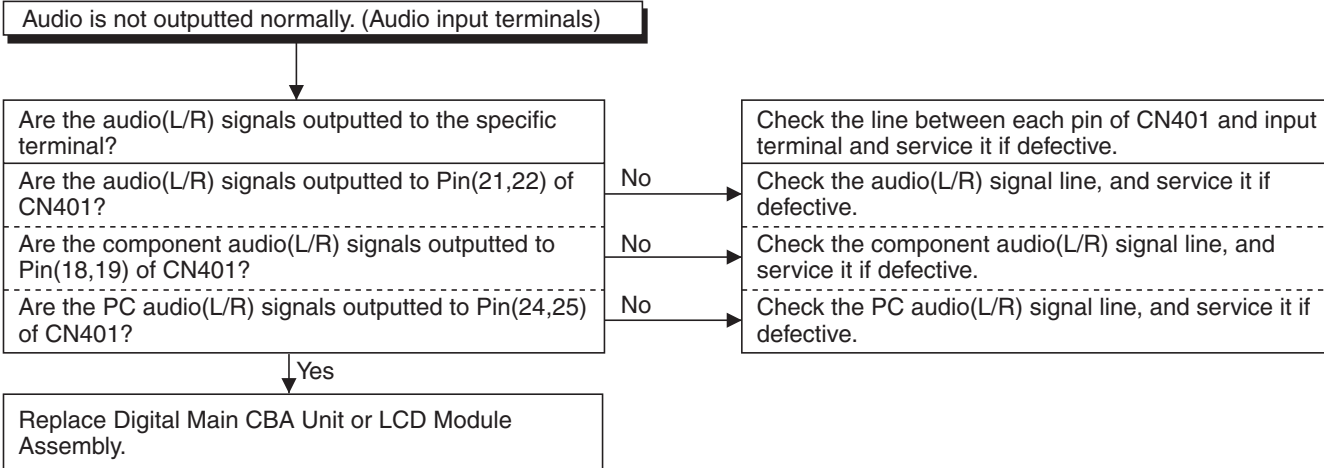 Audio is not outputted normally. (Audio input terminals)
Are the audio(L/R) signals outputted to the specific
terminal?
Check the line between each pin of CN401 and input
terminal and service it if defective.
Are the audio(L/R) signals outputted to Pin(21,22) of
CN401?
No
Check the audio(L/R) signal line, and service it if
defective.
Are the component audio(L/R) signals outputted to
Pin(18,19) of CN401?
No
Check the component audio(L/R) signal line, and
service it if defective.
Are the PC audio(L/R) signals outputted to Pin(24,25)
of CN401?
No
Check the PC audio(L/R) signal line, and service it if
defective.
Yes
Replace Digital Main CBA Unit or LCD Module
Assembly.